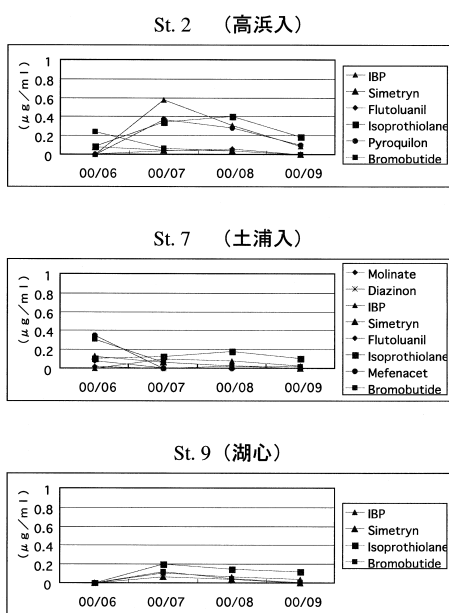 St. 2 （高浜入）
(μg/ml)
1
0.8
0.6
0.4
0.2
0
00/06 00/07 00/08 00/09
IBP
Simetryn
Flutoluanil
Isoprothiolane
Pyroquilon
Bromobutide
St. 7 （土浦入）
(μg/ml)
1
0.8
0.6
0.4
0.2
0
00/06 00/07 00/08 00/09
Molinate
Diazinon
IBP
Simetryn
Flutoluanil
Isoprothiolane
Mefenacet
Bromobutide
St. 9（湖心）
(μg/ml)
1
0.8
0.6
0.4
0.2
0
00/06 00/07 00/08 00/09
IBP
Simetryn
Isoprothiolane
Bromobutide